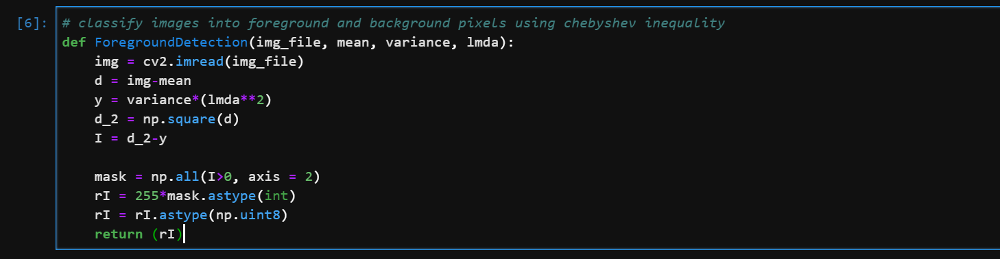 [6]: # classify images into foreground and background pixels using chebyshev inequality
def ForegroundDetection(img_file, mean, variance, lmda):
    img = cv2.imread(img_file)
    d = img-mean
    y = variance*(lmda**2)
    d_2 = np.square(d)
    I = d_2-y

    mask = np.all(I>0, axis = 2)
    rI = 255*mask.astype(int)
    rI = rI.astype(np.uint8)
    return (rI)